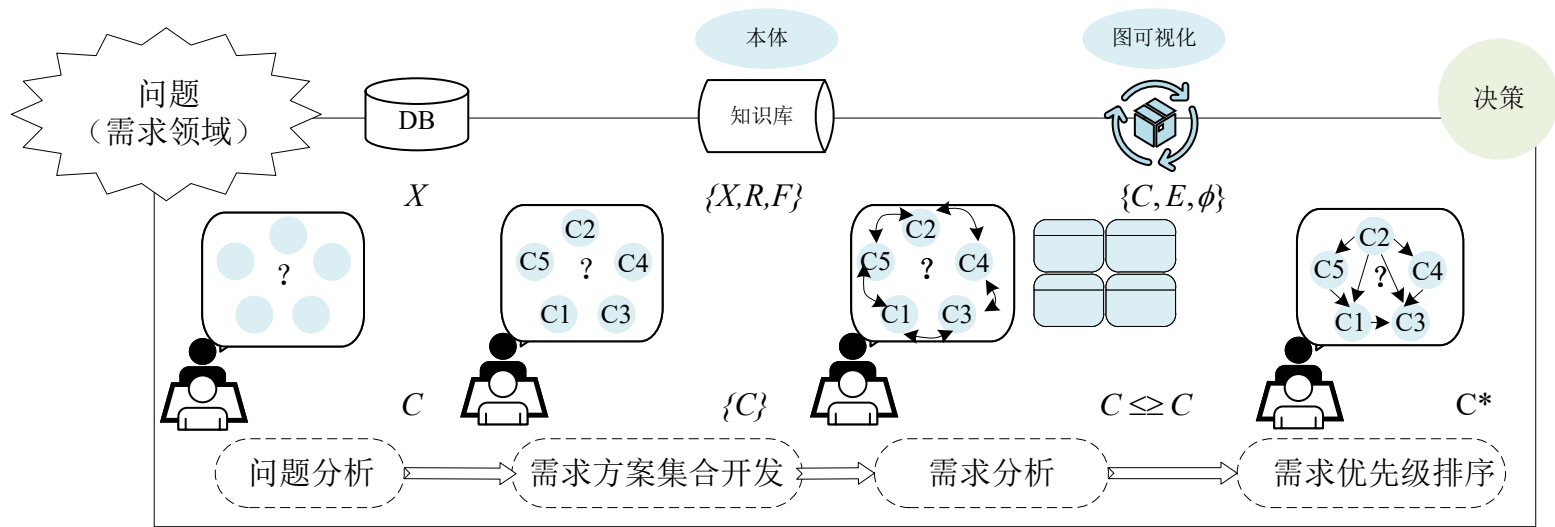 本体
图可视化
问题
（需求领域）
DB
知识库
决策
X
{X,R,F}
{C, E, ϕ}
?
C2
C5
?
C4
C1
C3
C2
C5
?
C4
C1
C3
C2
C5
?
C4
C1
C3
C
{C}
C ≤≥ C
C*
问题分析
需求方案集合开发
需求分析
需求优先级排序